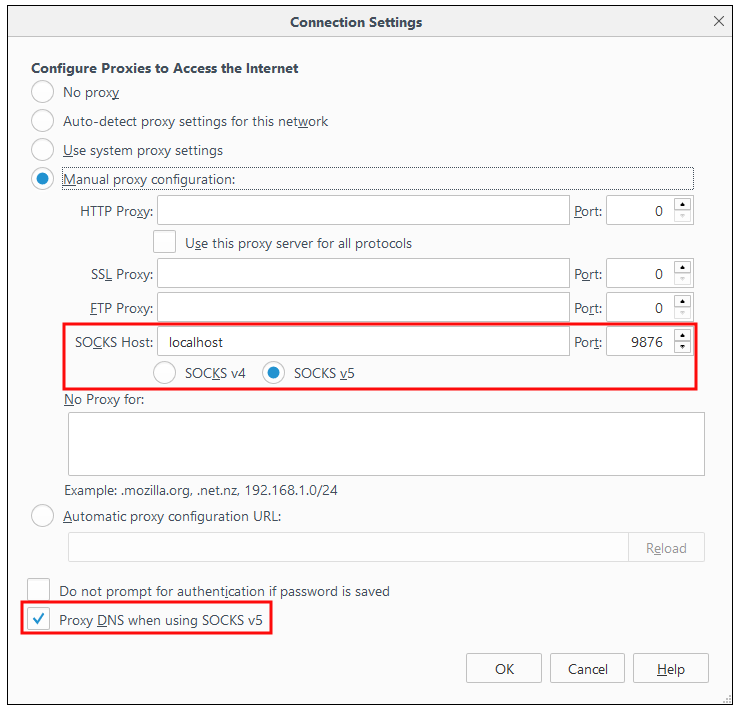 Connection Settings
Configure Proxies to Access the Internet
No proxy
Auto-detect proxy settings for this network
Use system proxy settings
Manual proxy configuration:
HTTP Proxy: Port: 0
Use this proxy server for all protocols
SSL Proxy: Port: 0
FTP Proxy: Port: 0
SOCKS Host: localhost Port: 9876
SOCKS v4 SOCKS v5
No Proxy for:
Example: .mozilla.org, .net.nz, 192.168.1.0/24
Automatic proxy configuration URL:
Reload
Do not prompt for authentication if password is saved
Proxy DNS when using SOCKS v5
OK Cancel Help